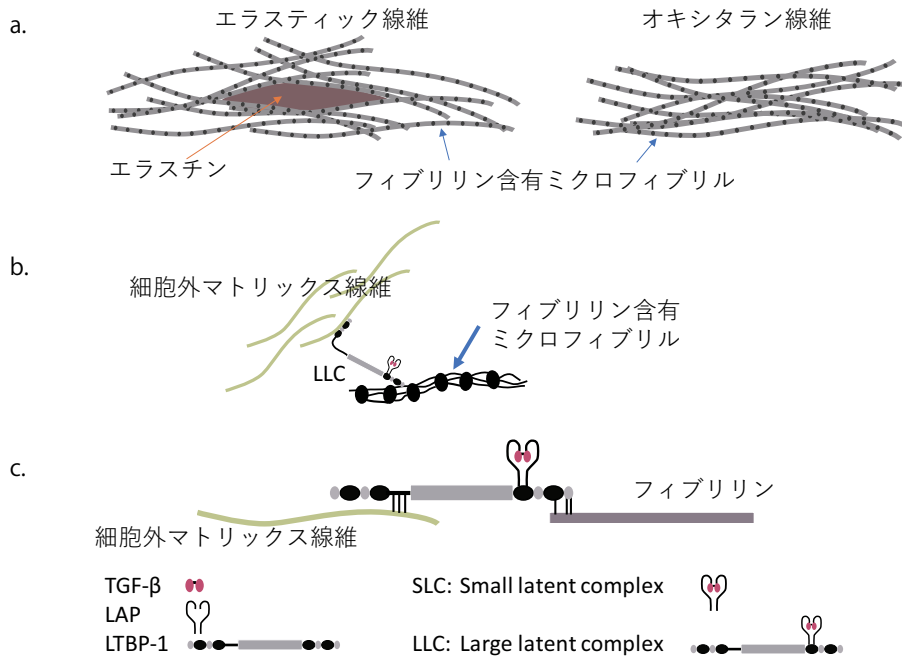 a.
エラスティック線維
オキシタラン線維
エラスチン
フィブリリン含有ミクロフィブリル
b.
細胞外マトリックス線維
フィブリリン含有
ミクロフィブリル
LLC
c.
フィブリリン
細胞外マトリックス線維
TGF-β
LAP
LTBP-1
SLC: Small latent complex
LLC: Large latent complex